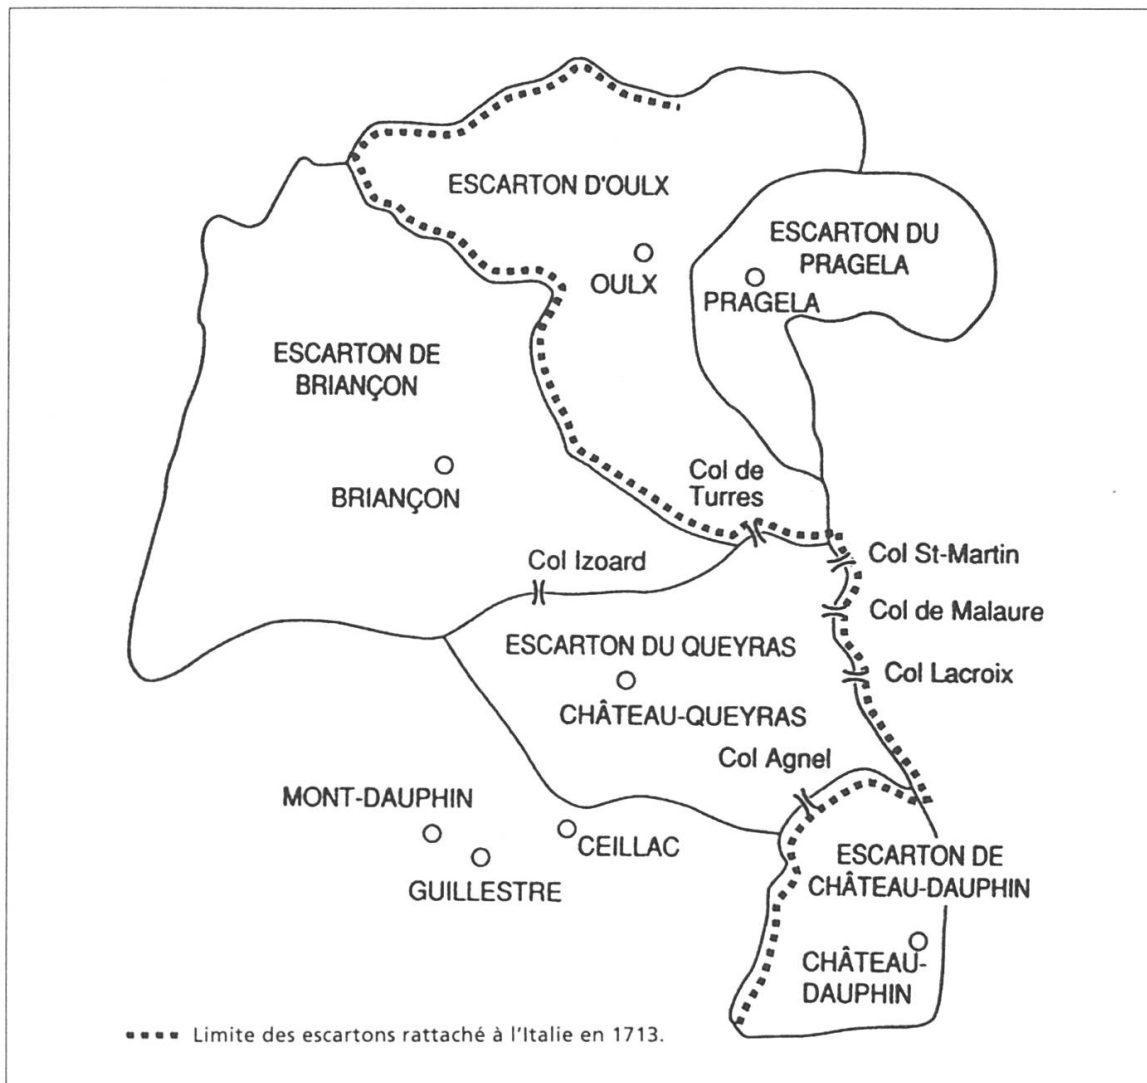 ESCARTON D'OULX
OULX
ESCARTON DU
PRAGELA
PRAGELA
ESCARTON DE
BRIANÇON
BRIANÇON
Col de
Turres
Col Izoard
Col St-Martin
Col de Malaure
Col Lacroix
ESCARTON DU QUEYRAS
CHÂTEAU-QUEYRAS
Col Agnel
MONT-DAUPHIN
GUILLESTRE
CEILLAC
ESCARTON DE
CHÂTEAU-DAUPHIN
CHÂTEAU-
DAUPHIN
Limite des escartons rattaché à l'Italie en 1713.